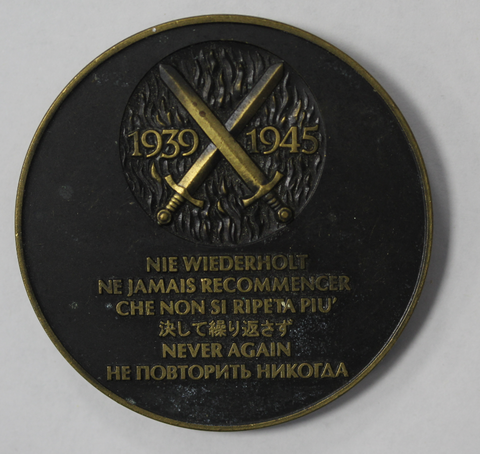 1939 1945
NIE WIEDERHOLT
NE JAMAIS RECOMMENCER
CHE NON SI RIPETA PIU'
決して繰り返さず
NEVER AGAIN
НЕ ПОВТОРИТЬ НИКОГДА